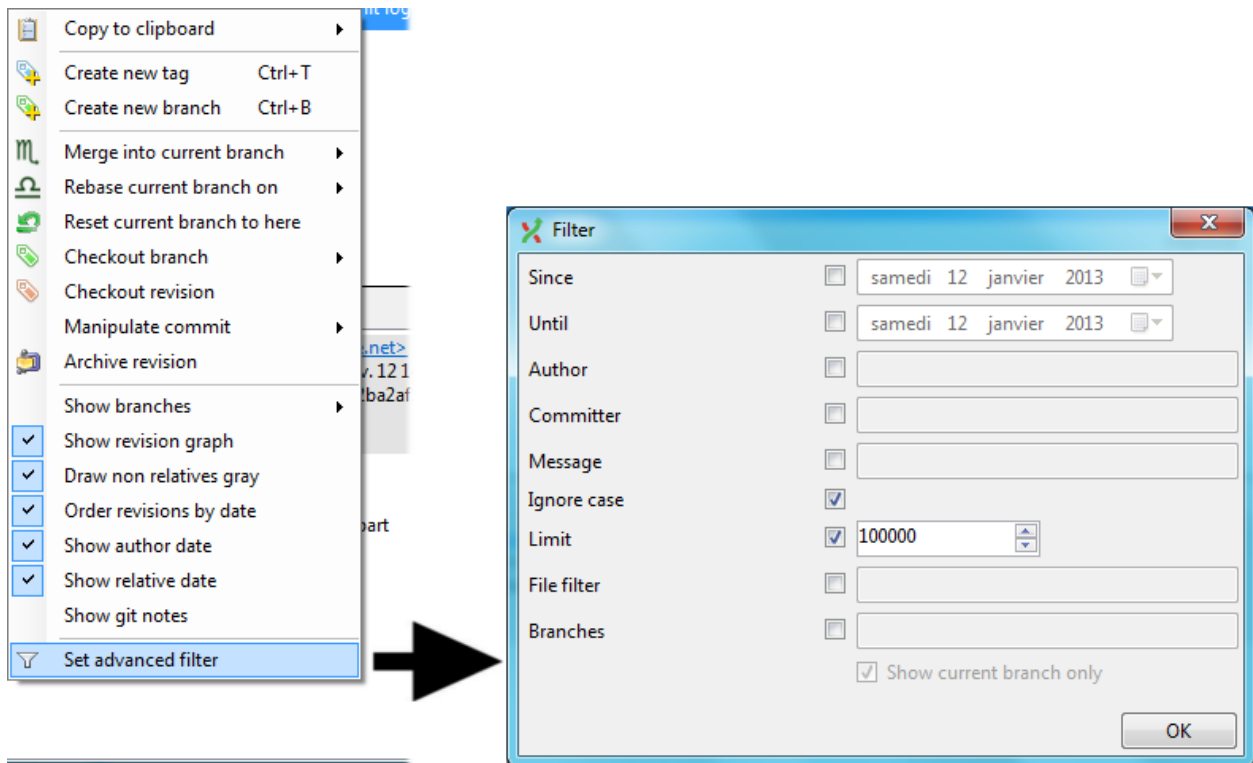 Copy to clipboard
Create new tag Ctrl+T
Create new branch Ctrl+B
Merge into current branch
Rebase current branch on
Reset current branch to here
Checkout branch
Checkout revision
Manipulate commit
Archive revision
.net>
v. 12 1
Show branches
Show revision graph
Draw non relatives gray
Order revisions by date
Show author date
Show relative date
Show git notes
Set advanced filter
Filter
Since samedi 12 janvier 2013
Until samedi 12 janvier 2013
Author
Committer
Message
Ignore case
Limit 100000
File filter
Branches
Show current branch only
OK